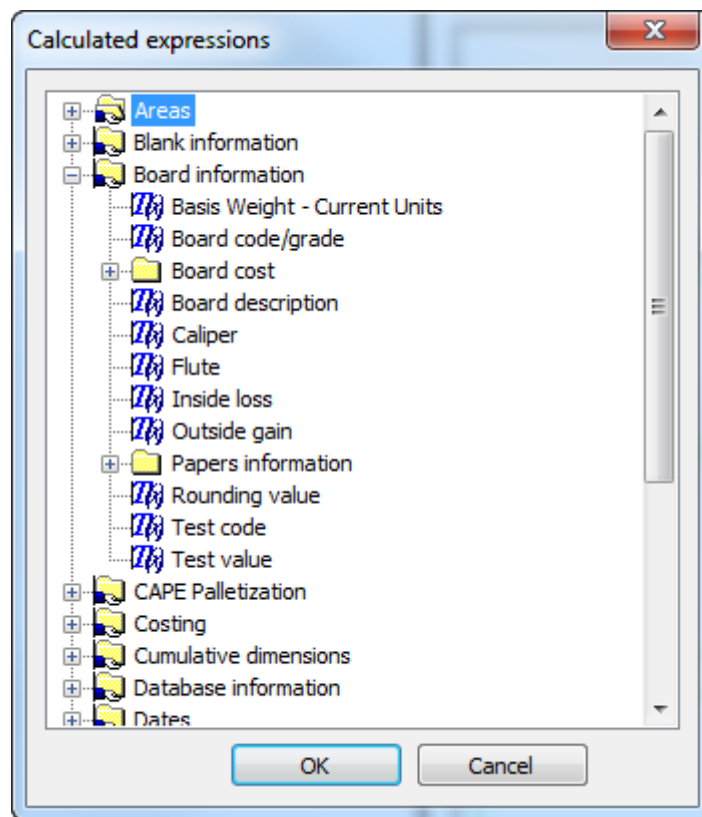 Calculated expressions
Areas
Blank information
Board information
Basis Weight - Current Units
Board code/grade
Board cost
Board description
Caliper
Flute
Inside loss
Outside gain
Papers information
Rounding value
Test code
Test value
CAPE Palletization
Costing
Cumulative dimensions
Database information
Dates
OK Cancel